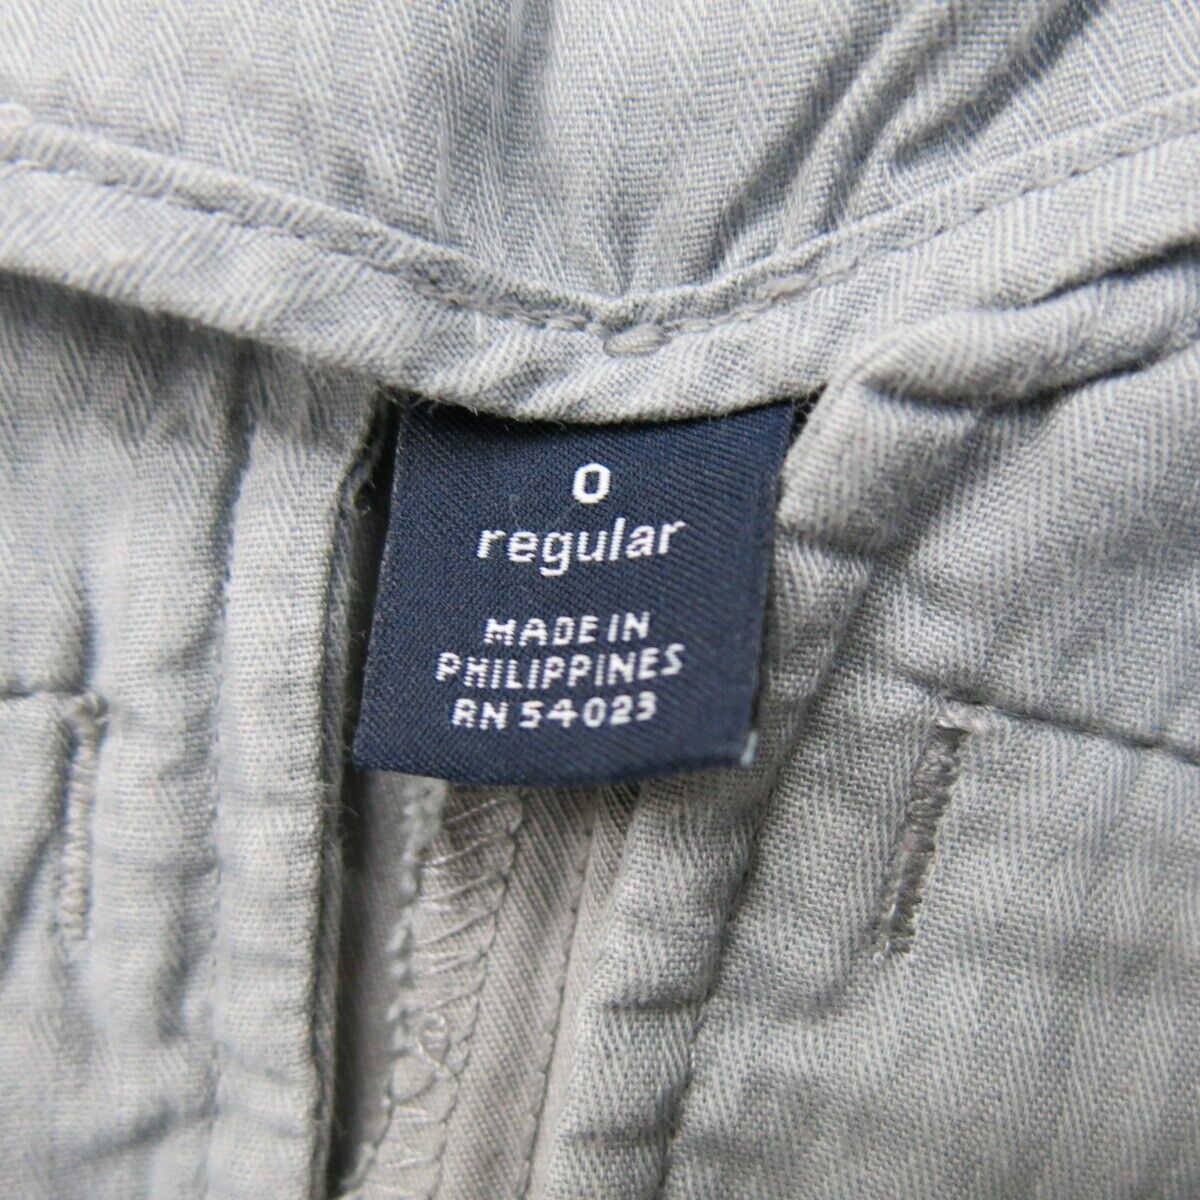 0
regular
MADE IN
PHILIPPINES
RN 54023